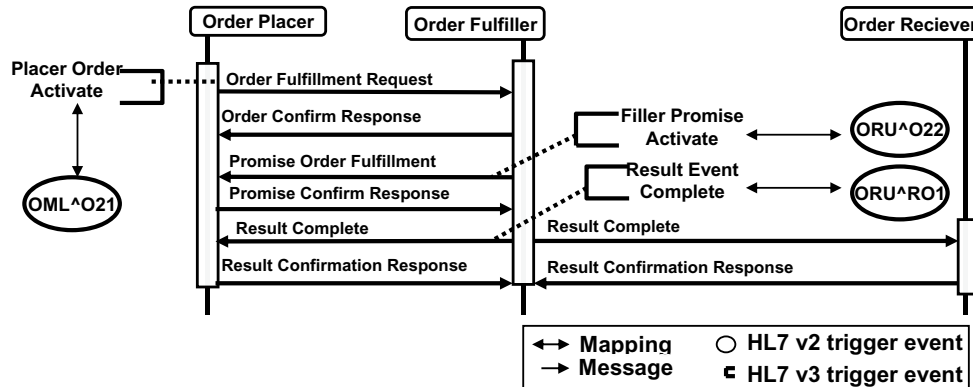 Order Placer
Order Fulfiller
Order Reciever
Placer Order
Activate
Order Fulfillment Request
Order Confirm Response
Filler Promise
Activate
ORU^O22
Promise Order Fulfillment
Result Event
Complete
ORU^RO1
OML^O21
Promise Confirm Response
Result Complete
Result Complete
Result Confirmation Response
Result Confirmation Response
Mapping
HL7 v2 trigger event
Message
HL7 v3 trigger event